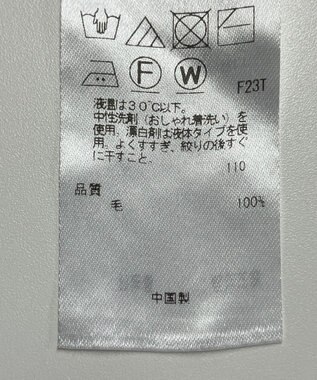 F
W
F23T
液温は30℃以下。
中性洗剤（おしゃれ着洗い）を
使用。漂白剤は液体タイプを使
用。よくすすぎ、絞りの後すぐ
に干すこと。
110
品質
毛 100%
中国製